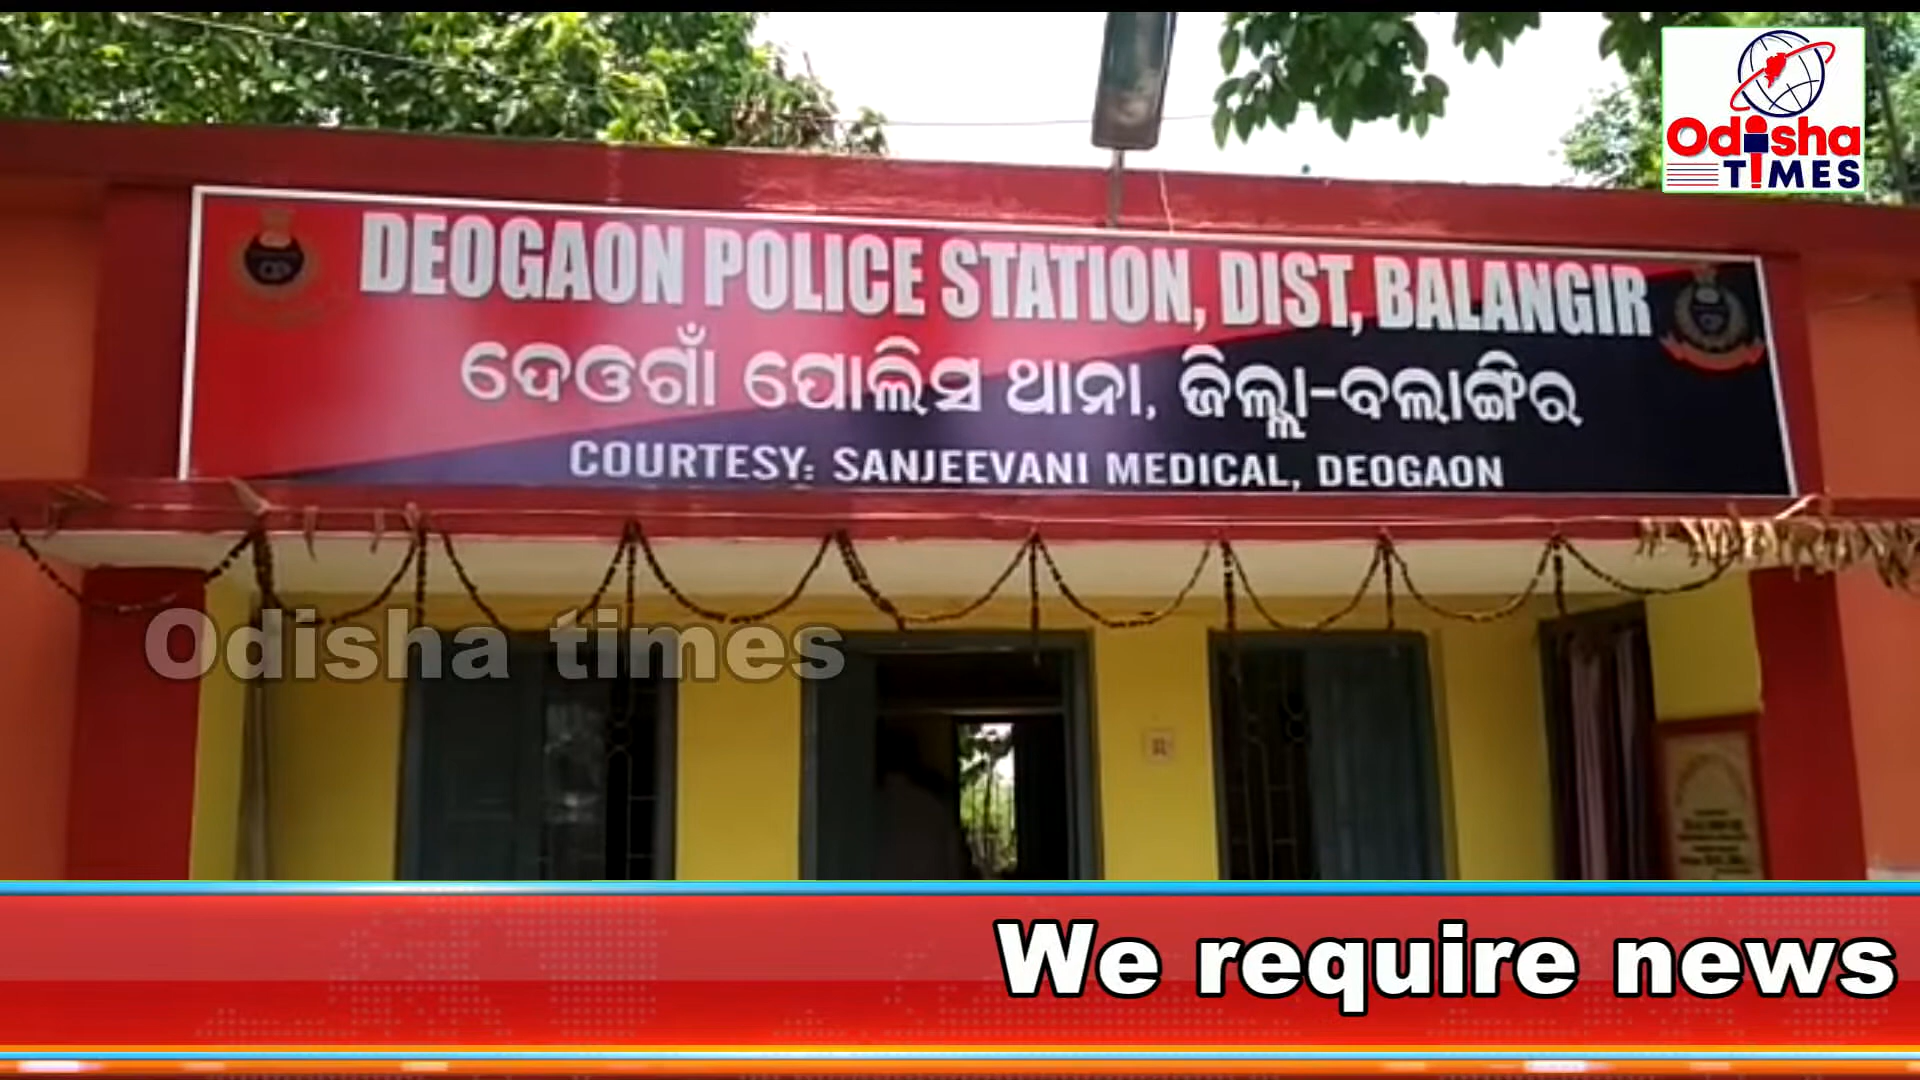 Odisha
TIMES
DEOGAON POLICE STATION, DIST, BALANGIR
ଦେଓଗାଁ ପୋଲିସ ଥାନା, ଜିଲ୍ଲା-ବଲାଙ୍ଗିର
COURTESY: SANJEEVANI MEDICAL, DEOGAON
Odisha times
We require news